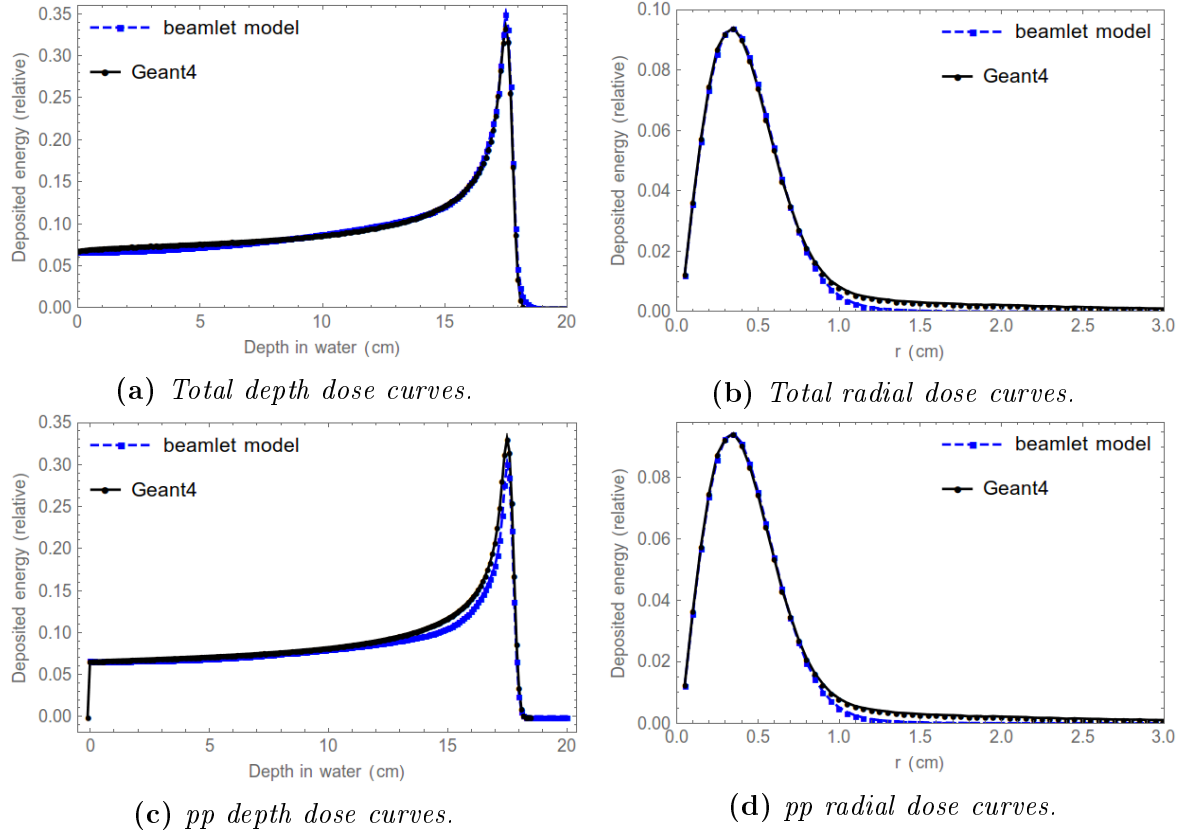 beamlet model
Geant4
Deposited energy (relative)
0.35
0.30
0.25
0.20
0.15
0.10
0.05
0.00
0 5 10 15 20
Depth in water (cm)
(a) Total depth dose curves.
beamlet model
Geant4
Deposited energy (relative)
0.10
0.08
0.06
0.04
0.02
0.00
0.0 0.5 1.0 1.5 2.0 2.5 3.0
r (cm)
(b) Total radial dose curves.
beamlet model
Geant4
Deposited energy (relative)
0.35
0.30
0.25
0.20
0.15
0.10
0.05
0.00
0 5 10 15 20
Depth in water (cm)
(c) pp depth dose curves.
beamlet model
Geant4
Deposited energy (relative)
0.08
0.06
0.04
0.02
0.00
0.0 0.5 1.0 1.5 2.0 2.5 3.0
r (cm)
(d) pp radial dose curves.